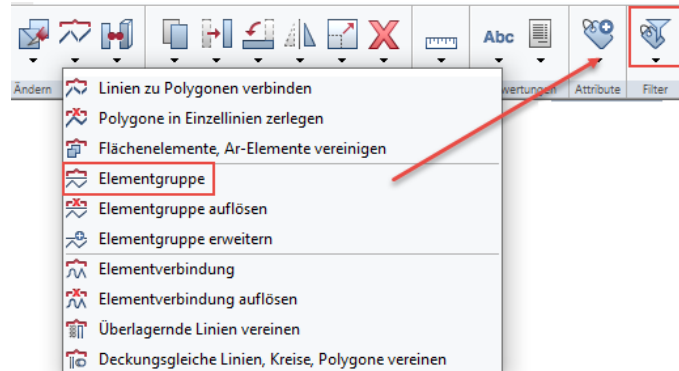 Abc
Ändern
wertungen
Attribute
Filter
Linien zu Polygonen verbinden
Polygone in Einzellinien zerlegen
Flächenelemente, Ar-Elemente vereinigen
Elementgruppe
Elementgruppe auflösen
Elementgruppe erweitern
Elementverbindung
Elementverbindung auflösen
Überlagernde Linien vereinen
Deckungsgleiche Linien, Kreise, Polygone vereinen